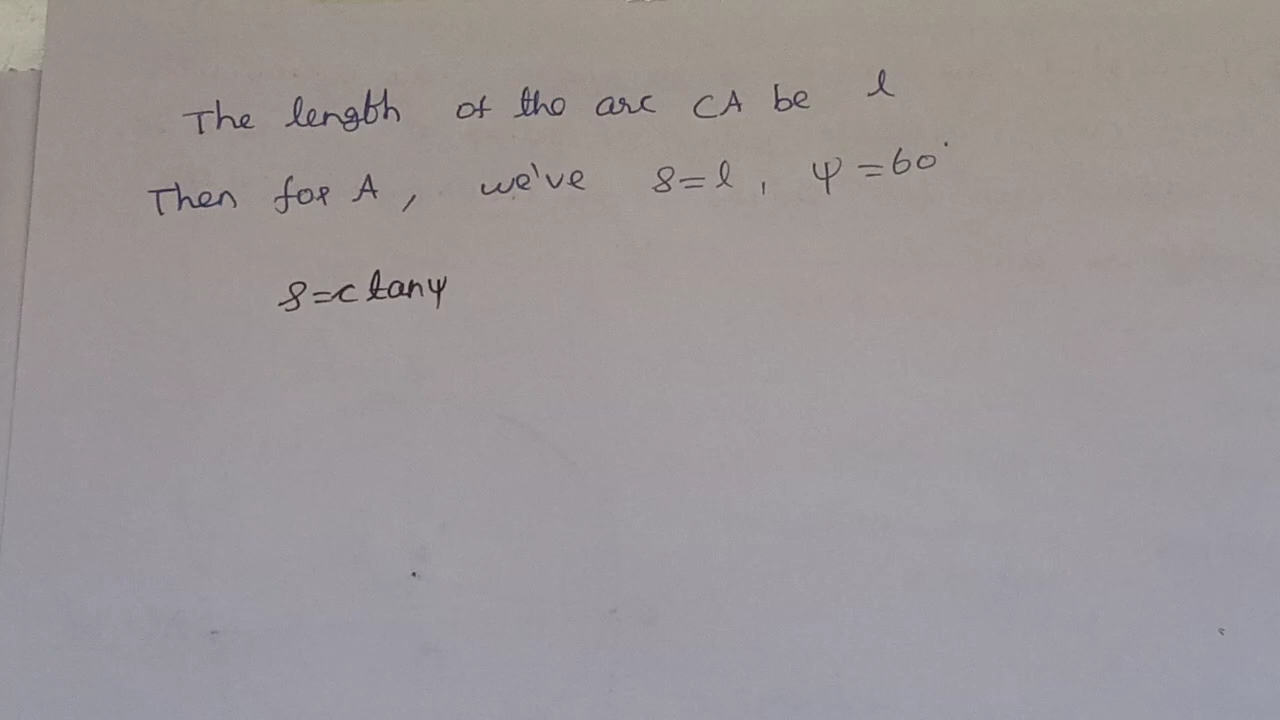 The length of the arc CA be l
Then for A, we've s=l, ψ=60°
s=c tanψ